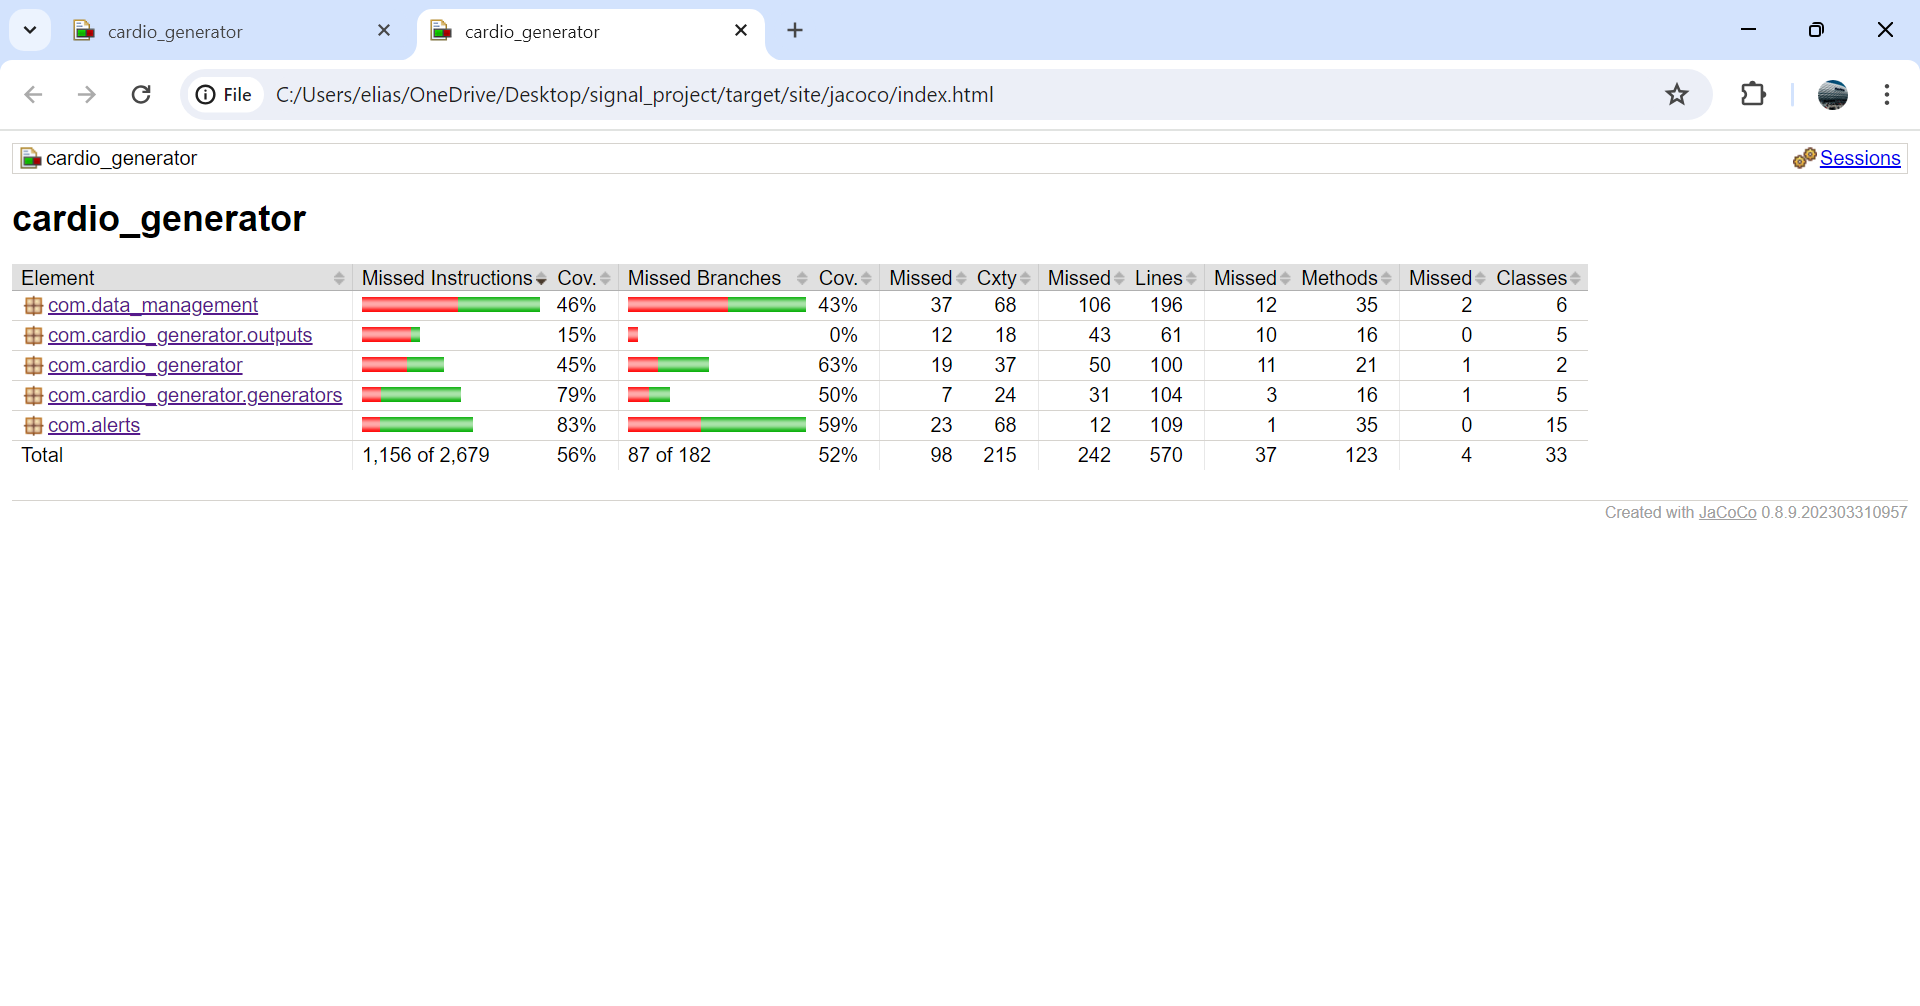 cardio_generator cardio_generator
File C:/Users/elias/OneDrive/Desktop/signal_project/target/site/jacoco/index.html
cardio_generator Sessions
cardio_generator
Element Missed Instructions Cov. Missed Branches Cov. Missed Cxty Missed Lines Missed Methods Missed Classes
com.data_management 46% 43% 37 68 106 196 12 35 2 6
com.cardio_generator.outputs 15% 0% 12 18 43 61 10 16 0 5
com.cardio_generator 45% 63% 19 37 50 100 11 21 1 2
com.cardio_generator.generators 79% 50% 7 24 31 104 3 16 1 5
com.alerts 83% 59% 23 68 12 109 1 35 0 15
Total 1,156 of 2,679 56% 87 of 182 52% 98 215 242 570 37 123 4 33
Created with JaCoCo 0.8.9.202303310957